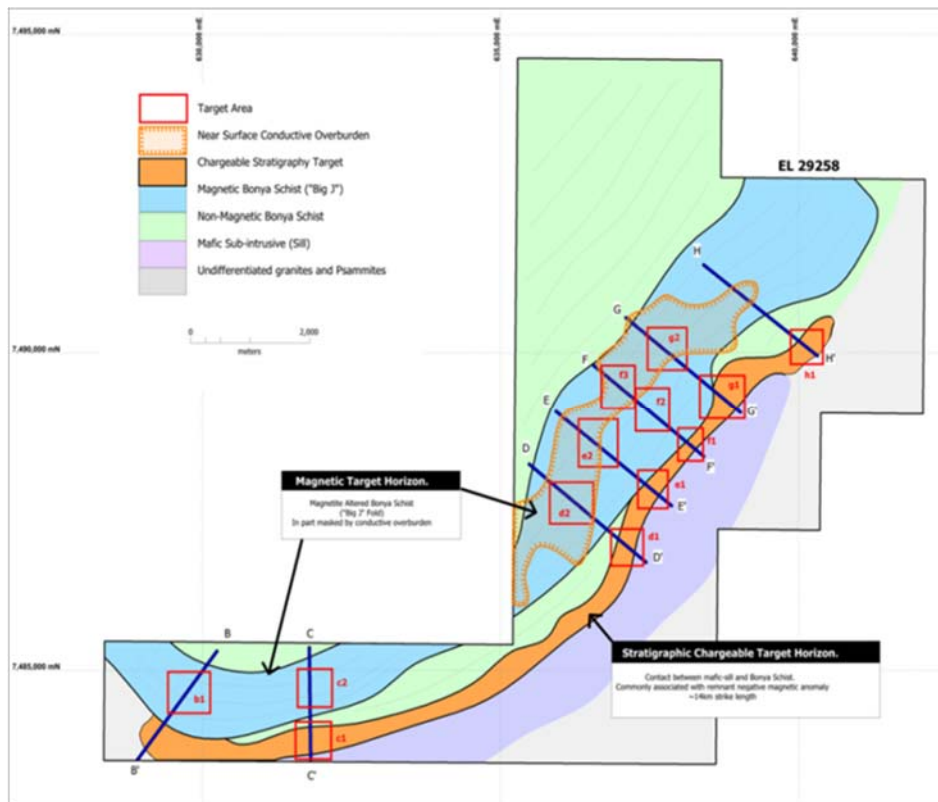 7,495,000 mN
630,000 mE
635,000 mE
640,000 mE
Target Area
Near Surface Conductive Overburden
Chargeable Stratigraphy Target
Magnetic Bonya Schist ("Big J")
Non-Magnetic Bonya Schist
Mafic Sub-intrusive (Sill)
Undifferentiated granites and Psammites
0 2,000
meters
EL 29258
H
G
g2
7,490,000 mN
H'
h1
F
f3
g1
G'
f2
E
f1
F'
e2
D
e1
E'
Magnetic Target Horizon.
Magnetite Altered Bonya Schist
("Big J" Fold)
In part masked by conductive overburden
d2
d1
D'
B
C
Stratigraphic Chargeable Target Horizon.
Contact between mafic-sill and Bonya Schist.
Commonly associated with remnant negative magnetic anomaly
~14km strike length
7,485,000 mN
c2
b1
c1
B'
C'